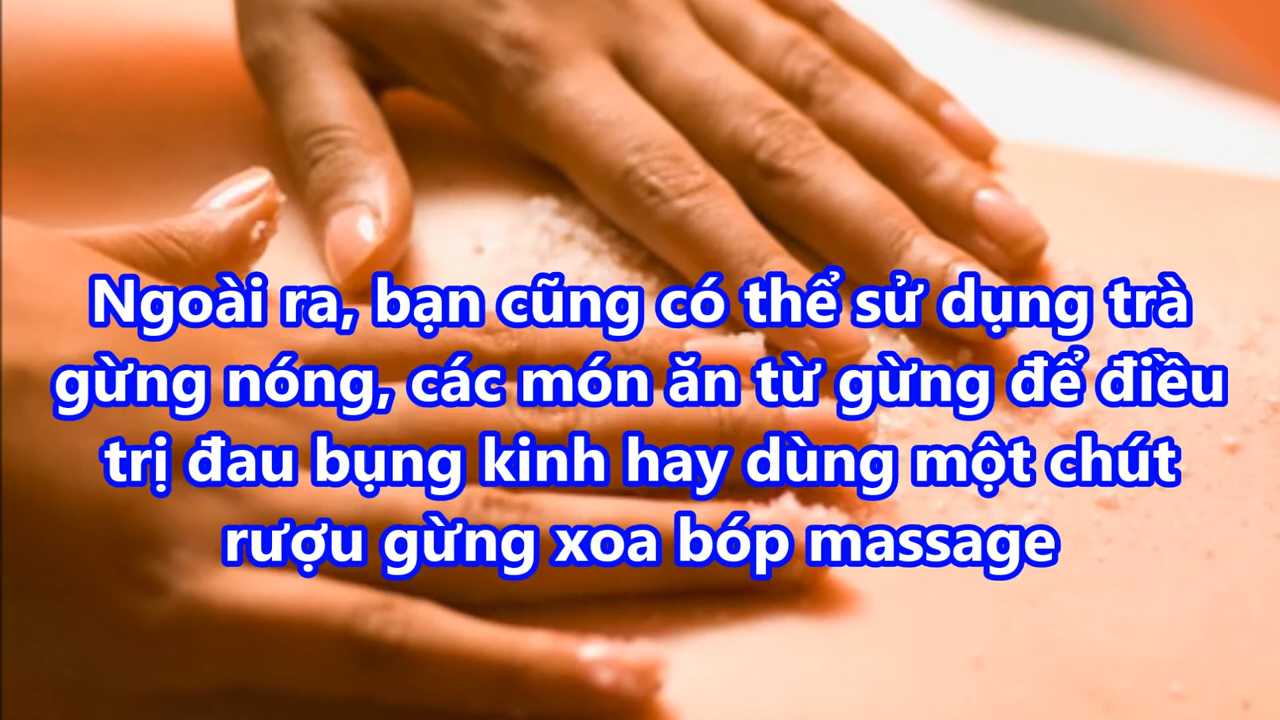 Ngoài ra, bạn cũng có thể sử dụng trà
gừng nóng, các món ăn từ gừng để điều
trị đau bụng kinh hay dùng một chút
rượu gừng xoa bóp massage